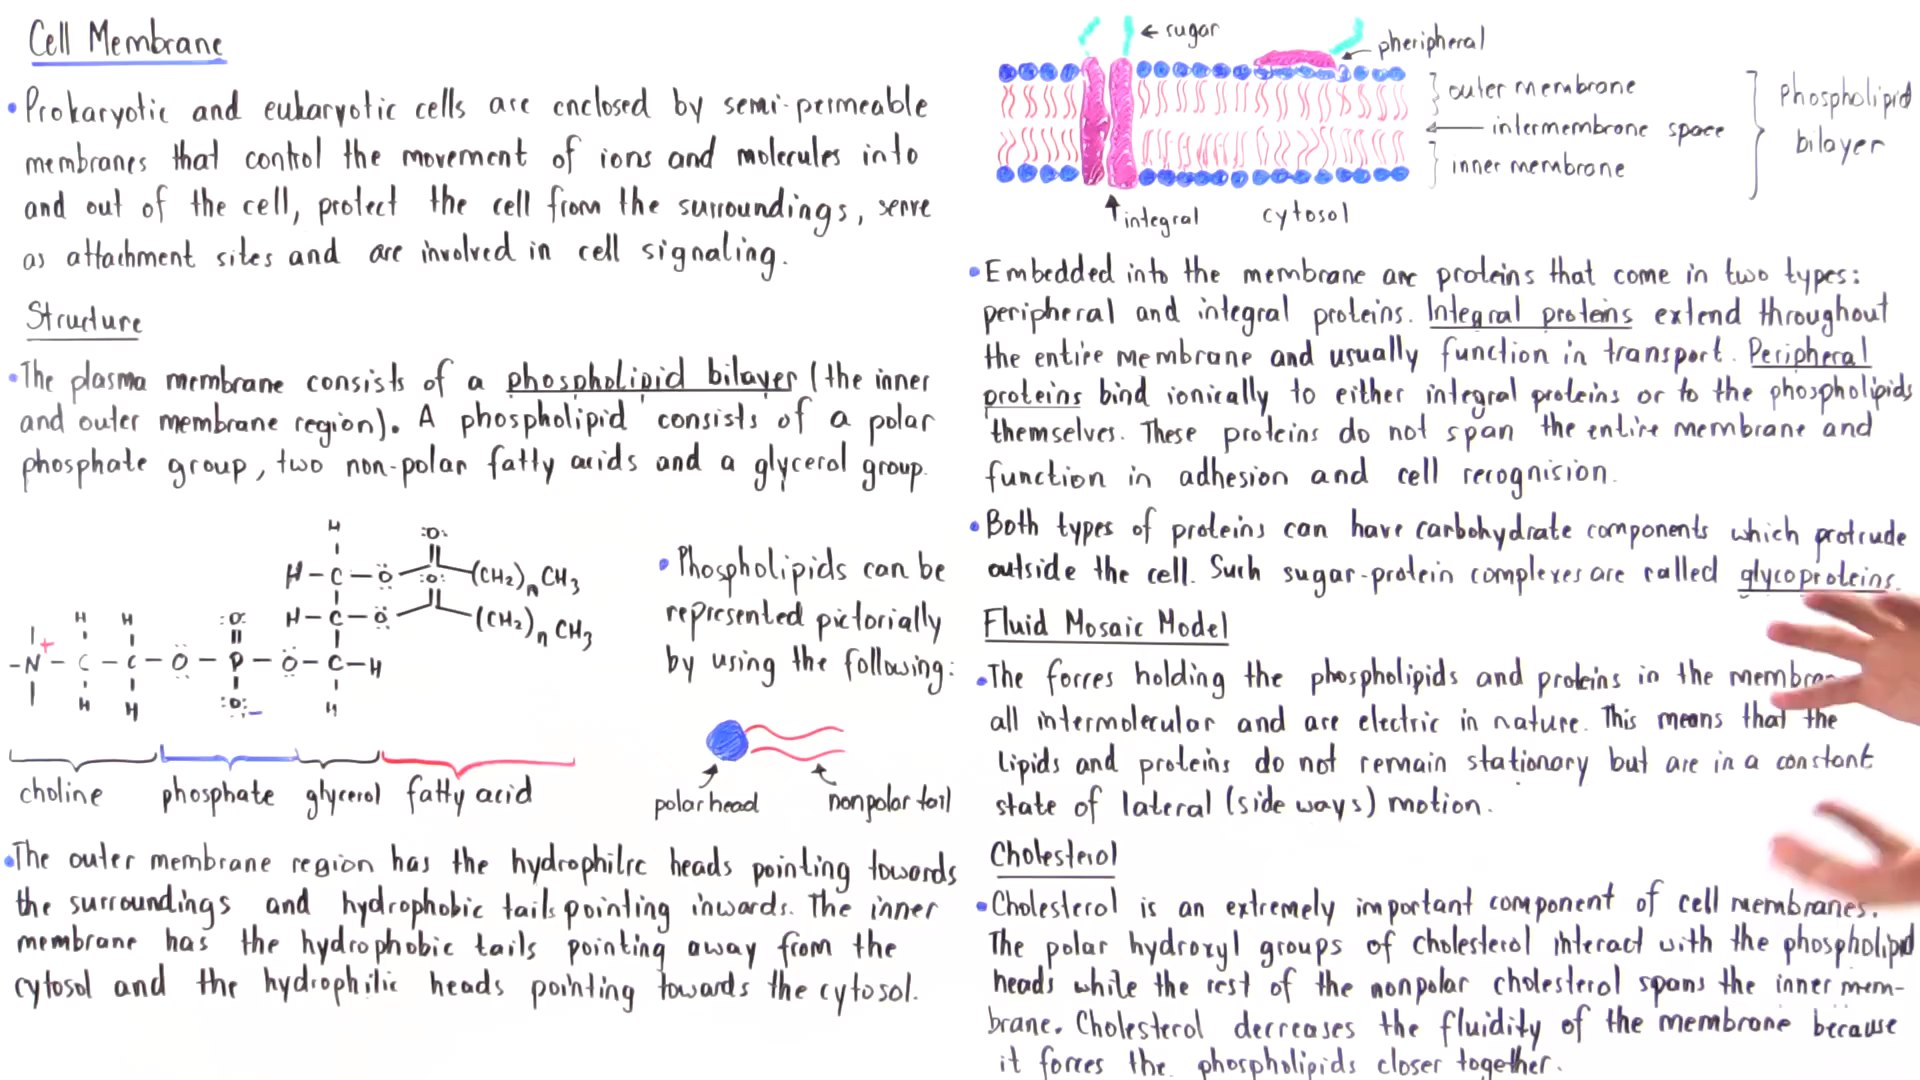 Cell Membrane
• Prokaryotic and eukaryotic cells are enclosed by semi-permeable
membranes that control the movement of ions and molecules into
and out of the cell, protect the cell from the surroundings, serve
as attachment sites and are involved in cell signaling.
Structure
• The plasma membrane consists of a phospholipid bilayer (the inner
and outer membrane region). A phospholipid consists of a polar
phosphate group, two non-polar fatty acids and a glycerol group.
H
:O:
H-C-O (CH2)n CH3
:O:
H-C-O (CH2)n CH3
H H :O:
-N+-C-C-O-P-O-C-H
H H :O:- H
choline phosphate glycerol fatty acid
• Phospholipids can be
represented pictorially
by using the following:
polar head nonpolar tail
• The outer membrane region has the hydrophilic heads pointing towards
the surroundings and hydrophobic tails pointing inwards. The inner
membrane has the hydrophobic tails pointing away from the
cytosol and the hydrophilic heads pointing towards the cytosol.
sugar
pheripheral
outer membrane
intermembrane space
inner membrane
Phospholipid
bilayer
integral
cytosol
• Embedded into the membrane are proteins that come in two types:
peripheral and integral proteins. Integral proteins extend throughout
the entire membrane and usually function in transport. Peripheral
proteins bind ionically to either integral proteins or to the phospholipids
themselves. These proteins do not span the entire membrane and
function in adhesion and cell recognision.
• Both types of proteins can have carbohydrate components which protrude
outside the cell. Such sugar-protein complexes are called glycoproteins.
Fluid Mosaic Model
• The forces holding the phospholipids and proteins in the membran
all intermolecular and are electric in nature. This means that the
lipids and proteins do not remain stationary but are in a constant
state of lateral (side ways) motion.
Cholesterol
• Cholesterol is an extremely important component of cell membranes.
The polar hydroxyl groups of cholesterol interact with the phospholipid
heads while the rest of the nonpolar cholesterol spans the inner mem-
brane. Cholesterol decreases the fluidity of the membrane because
it forces the phospholipids closer together.